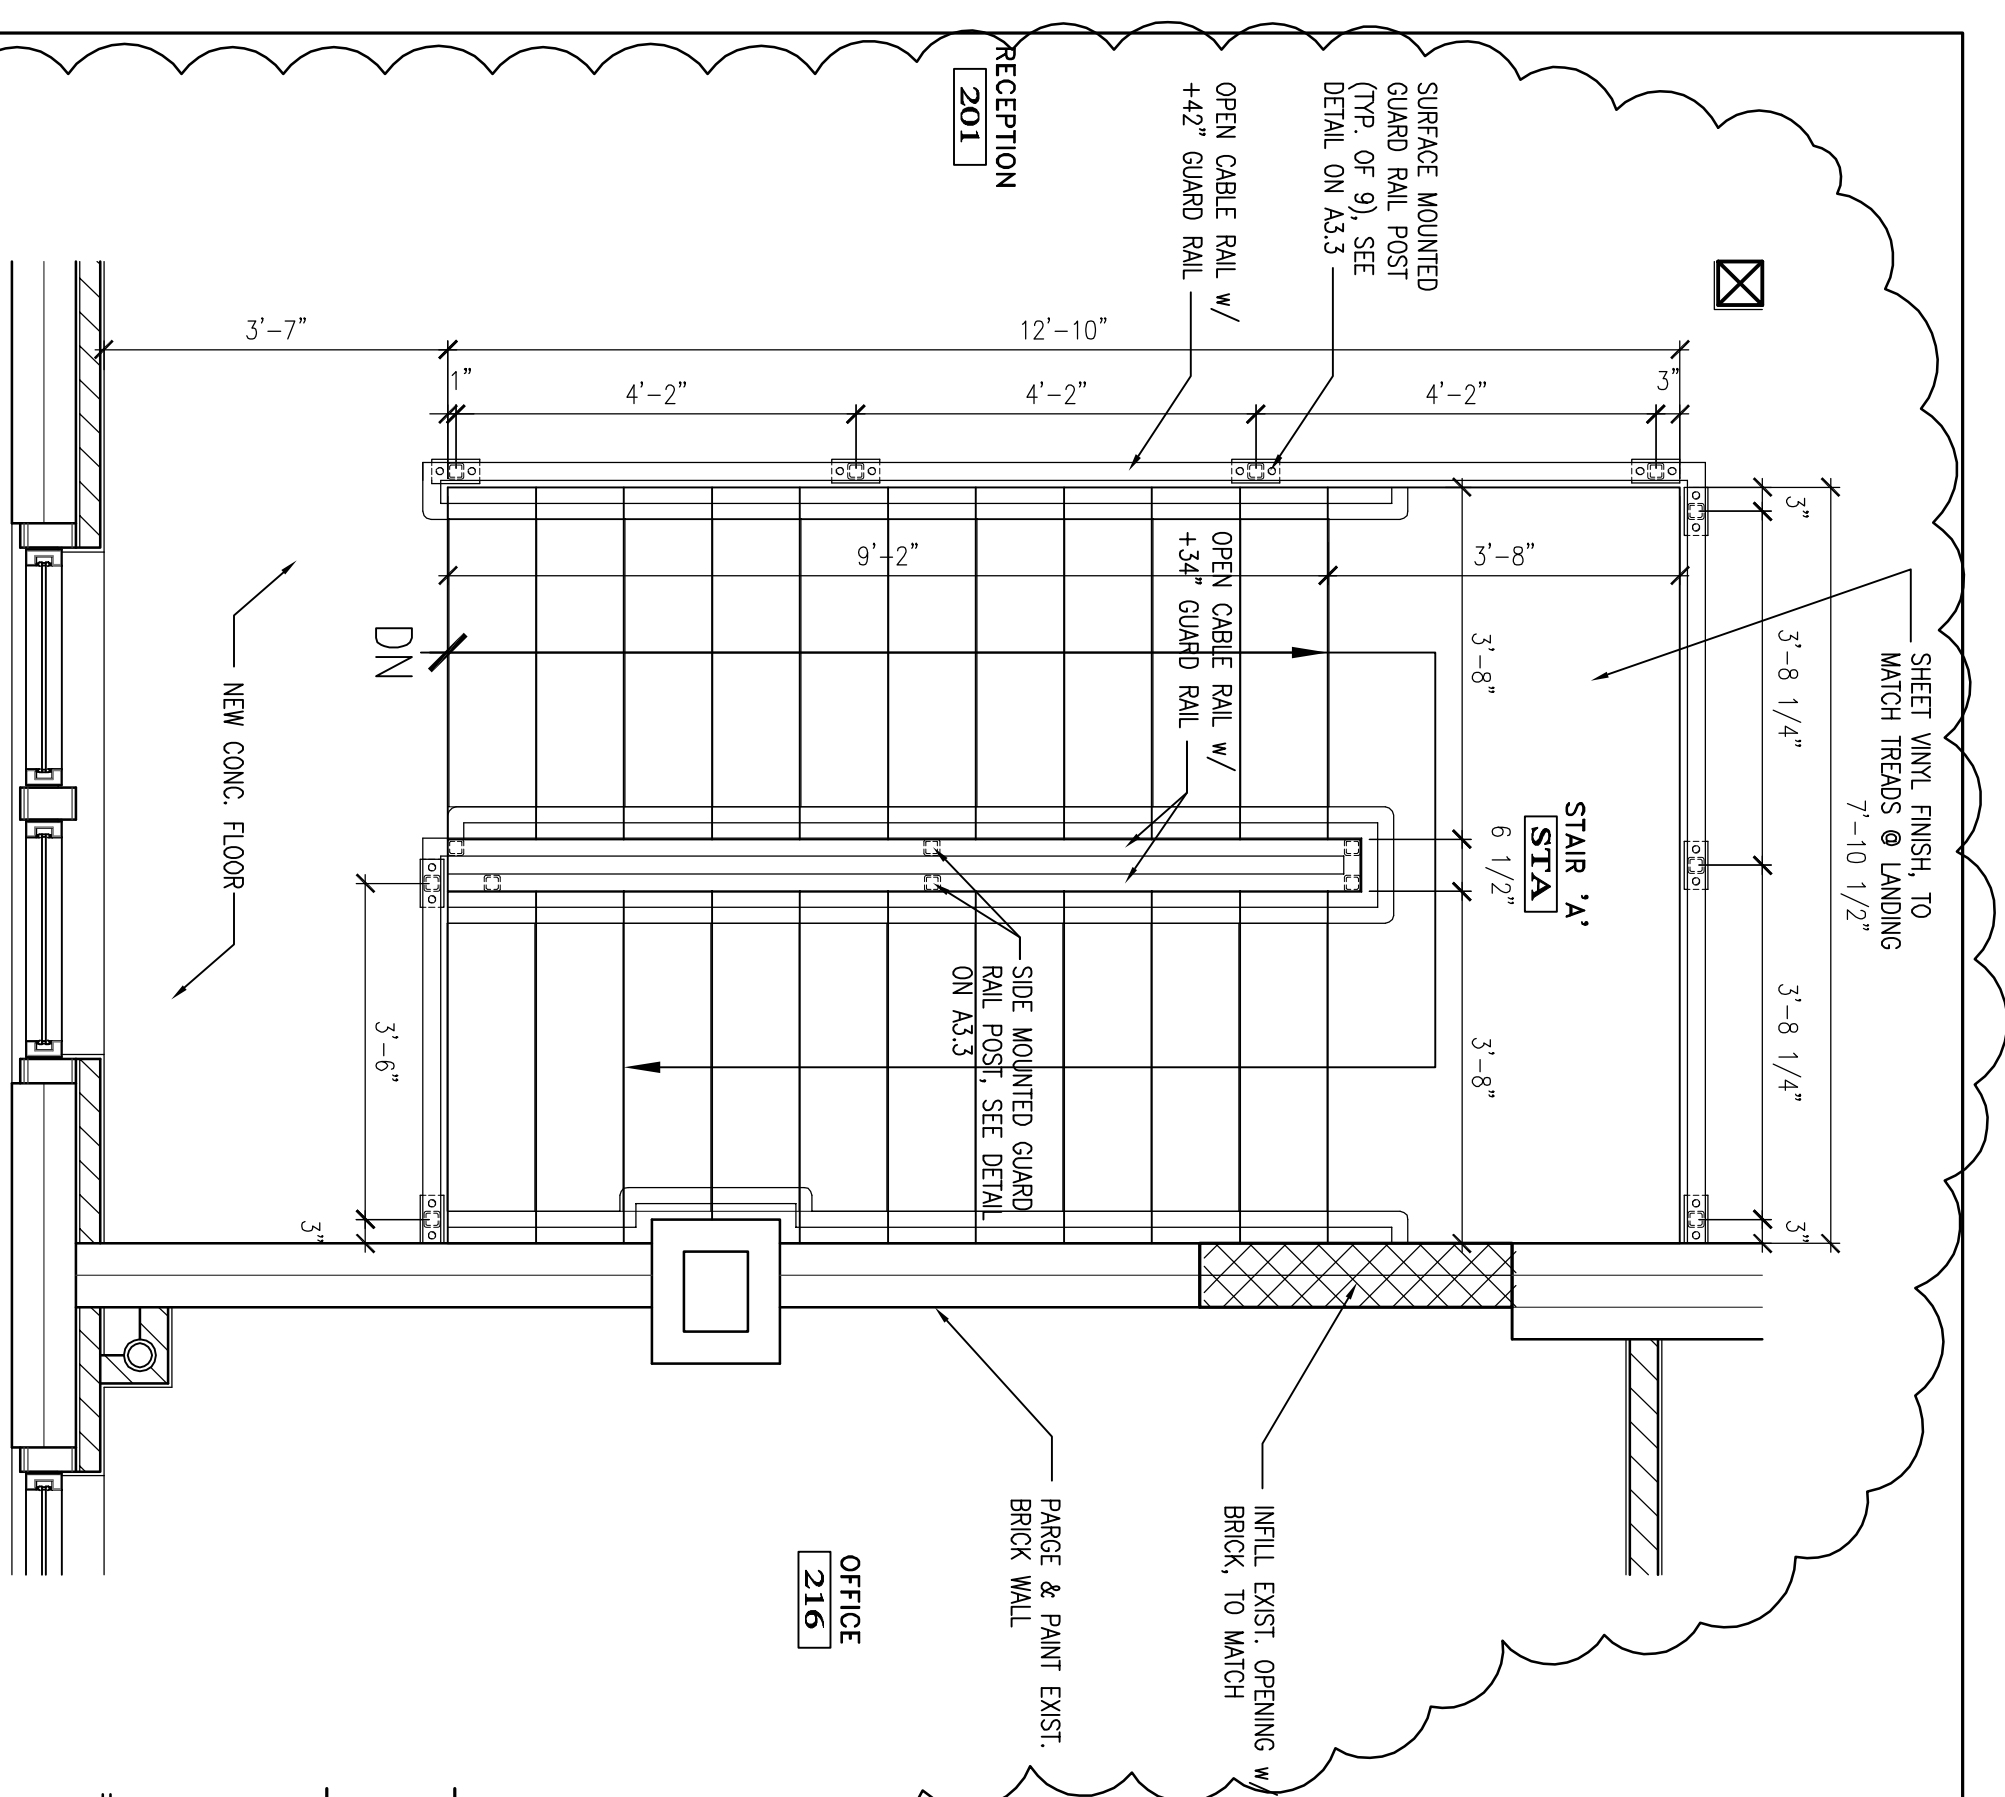 RECEPTION
201
SURFACE MOUNTED
GUARD RAIL POST
(TYP. OF 9), SEE
DETAIL ON A3.3
OPEN CABLE RAIL w/
+42" GUARD RAIL
3'-7"
12'-10"
1"
4'-2"
4'-2"
4'-2"
3"
OPEN CABLE RAIL w/
+34" GUARD RAIL
9'-2"
3'-8"
3'-8"
6 1/2"
3'-8"
3"
3'-8 1/4"
3'-8 1/4"
3"
7'-10 1/2"
SHEET VINYL FINISH, TO
MATCH TREADS @ LANDING
STAIR 'A'
STA
DN
NEW CONC. FLOOR
SIDE MOUNTED GUARD
RAIL POST, SEE DETAIL
ON A3.3
3'-6"
3"
INFILL EXIST. OPENING w/
BRICK, TO MATCH
PARGE & PAINT EXIST.
BRICK WALL
OFFICE
216